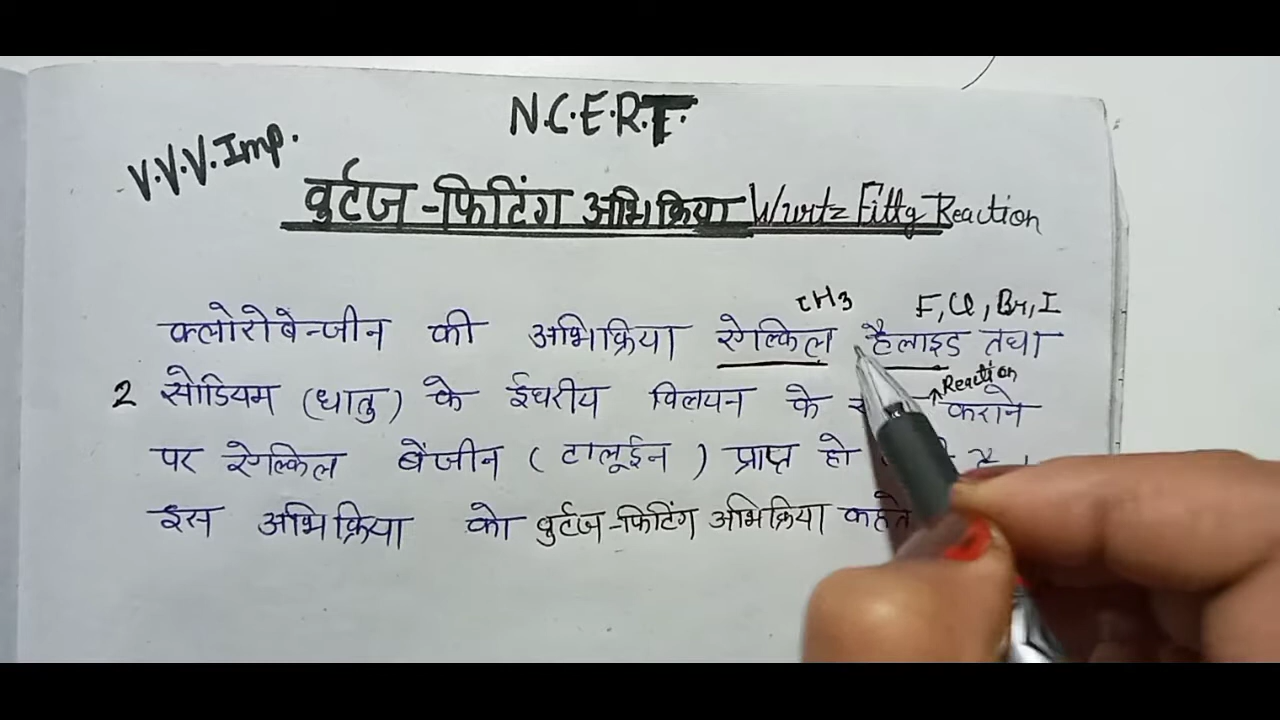 N.C.E.R.T.
V.V.V. Imp.
वुर्टज-फिटिंग अभिक्रिया Wurtz Fittg Reaction
CH3 F, Cl, Br, I
क्लोरोबेन्जीन की अभिक्रिया ऐल्किल हैलाइड तथा
Reaction
2 सोडियम (धातु) के ईथरीय विलयन के कराने
पर ऐल्किल बेंजीन (टालूईन) प्राप्त हो
इस अभिक्रिया को वुर्टज-फिटिंग अभिक्रिया कहते